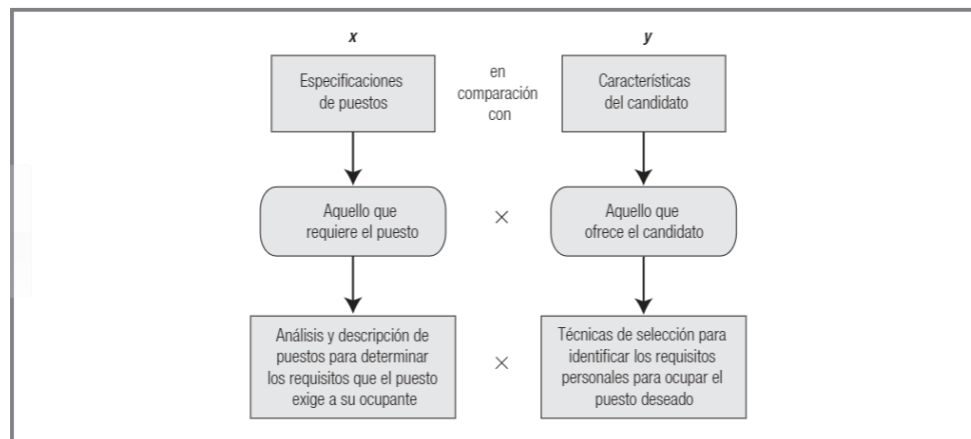 x
y
Especificaciones
de puestos
en
comparación
con
Características
del candidato
Aquello que
requiere el puesto
×
Aquello que
ofrece el candidato
Análisis y descripción de
puestos para determinar
los requisitos que el puesto
exige a su ocupante
×
Técnicas de selección para
identificar los requisitos
personales para ocupar el
puesto deseado